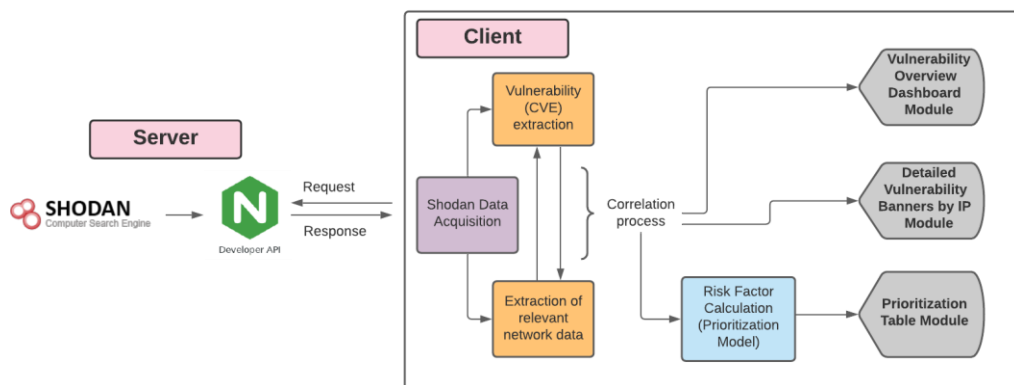 Server
SHODAN
Computer Search Engine
N
Developer API
Request
Response
Client
Shodan Data
Acquisition
Vulnerability
(CVE)
extraction
Extraction of
relevant
network data
Correlation
process
Risk Factor
Calculation
(Prioritization
Model)
Vulnerability
Overview
Dashboard
Module
Detailed
Vulnerability
Banners by IP
Module
Prioritization
Table Module